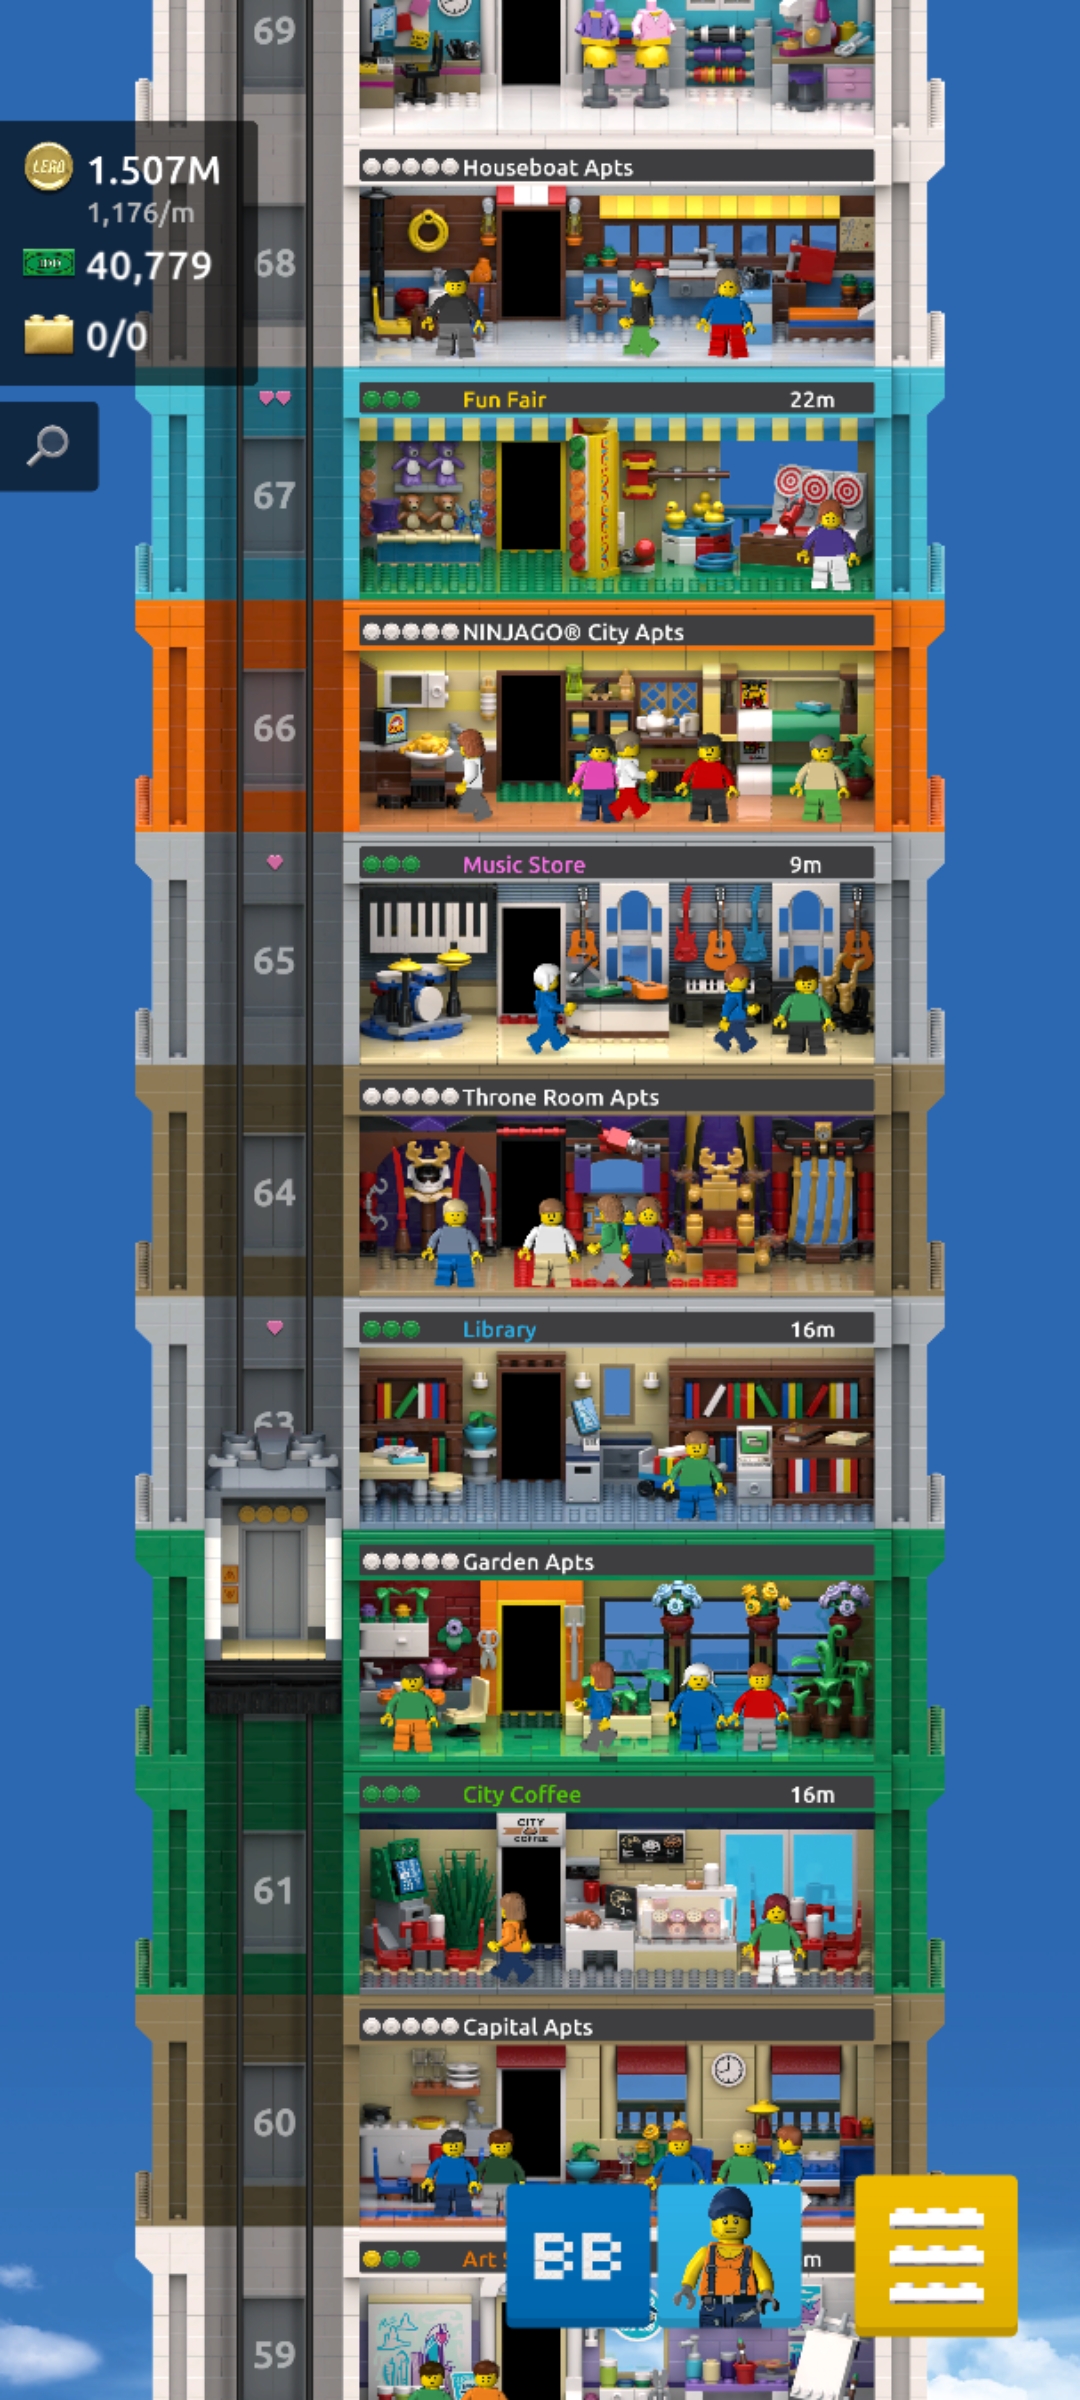 69
LEGO
1.507M
1,176/m
40,779
0/0
Houseboat Apts
68
Fun Fair 22m
67
NINJAGO® City Apts
66
Music Store 9m
65
Throne Room Apts
64
Library 16m
63
Garden Apts
City Coffee 16m
CITY
COFFEE
61
Capital Apts
60
BB
Art
m
59